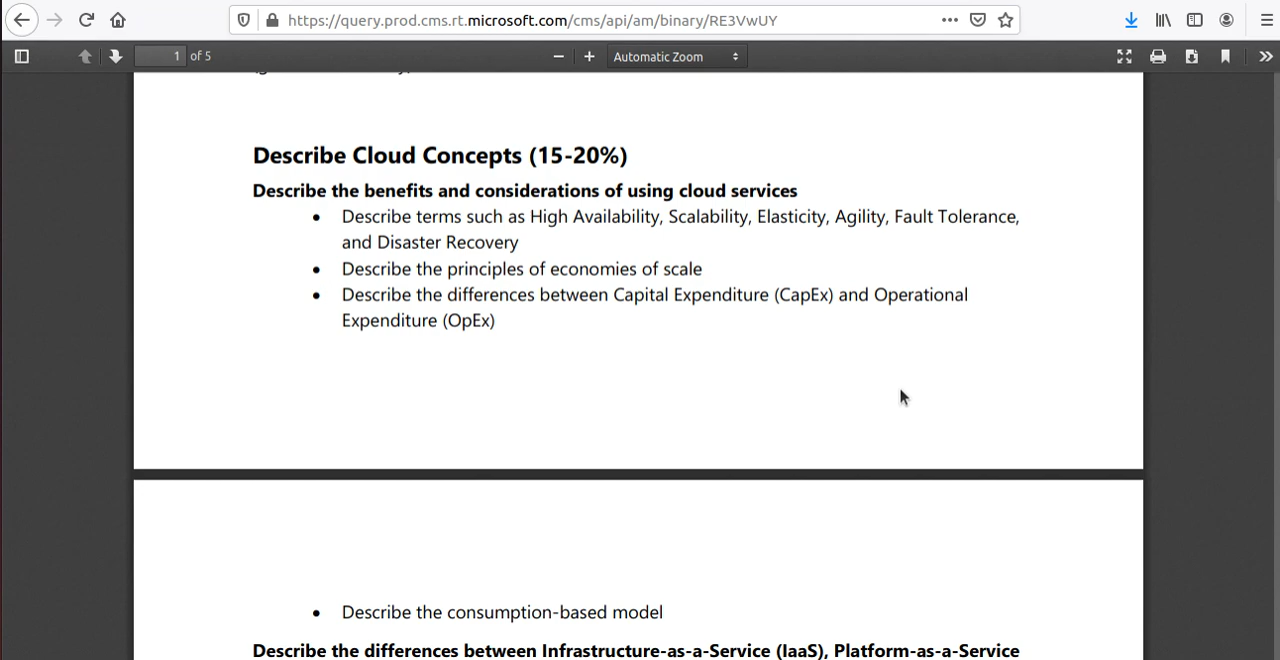 https://query.prod.cms.rt.microsoft.com/cms/api/am/binary/RE3VwUY
1 of 5
Automatic Zoom
Describe Cloud Concepts (15-20%)
Describe the benefits and considerations of using cloud services
• Describe terms such as High Availability, Scalability, Elasticity, Agility, Fault Tolerance,
and Disaster Recovery
• Describe the principles of economies of scale
• Describe the differences between Capital Expenditure (CapEx) and Operational
Expenditure (OpEx)
• Describe the consumption-based model
Describe the differences between Infrastructure-as-a-Service (IaaS), Platform-as-a-Service